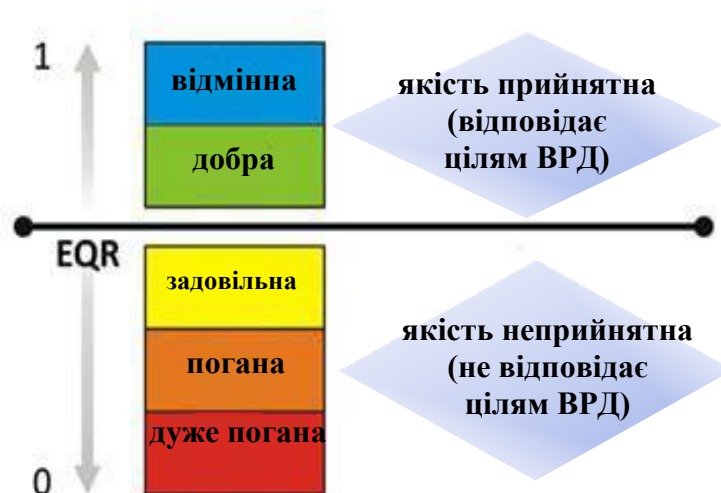 1
відмінна
добра
якість прийнятна
(відповідає
цілям ВРД)
EQR
задовільна
погана
дуже погана
якість неприйнятна
(не відповідає
цілям ВРД)
0